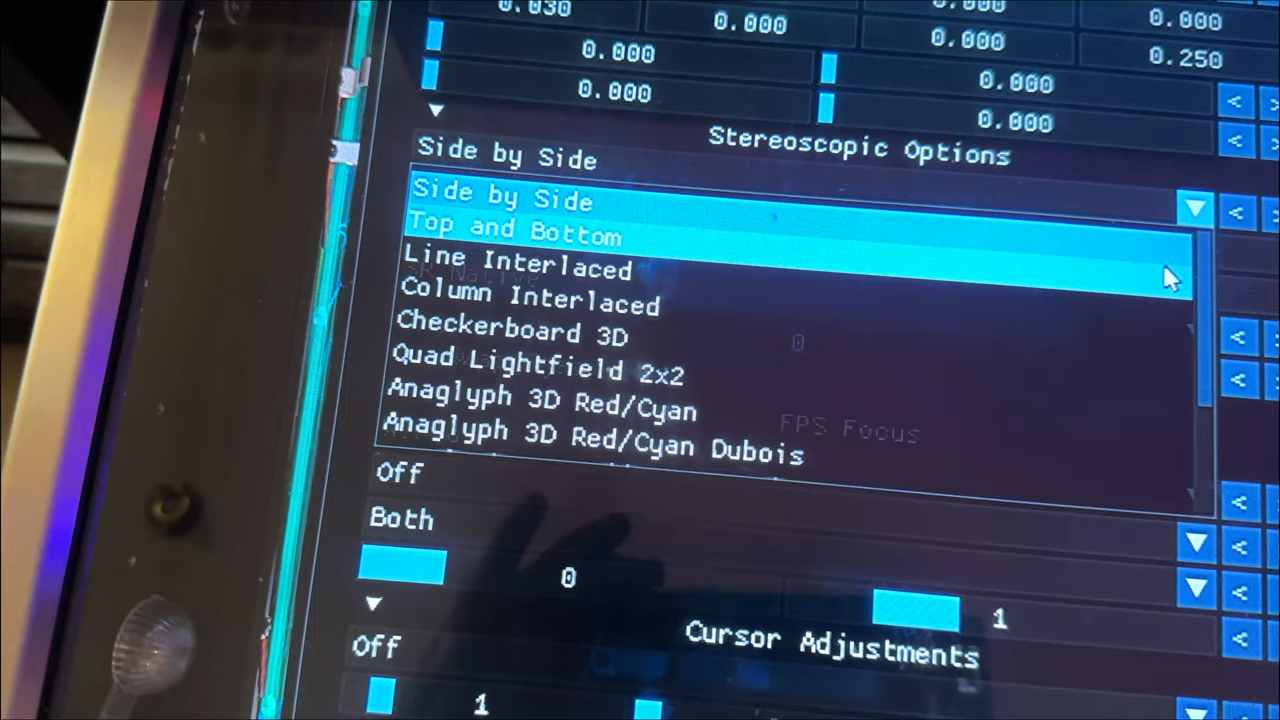 0.030 0.000 0.000 0.000
0.000 0.000 0.250
0.000 0.000
0.000
Stereoscopic Options
Side by Side
Side by Side
Top and Bottom
Line Interlaced
Column Interlaced
Checkerboard 3D
0
Quad Lightfield 2x2
Anaglyph 3D Red/Cyan
FPS Focus
Anaglyph 3D Red/Cyan Dubois
Off
Both
0 1
Cursor Adjustments
Off
1